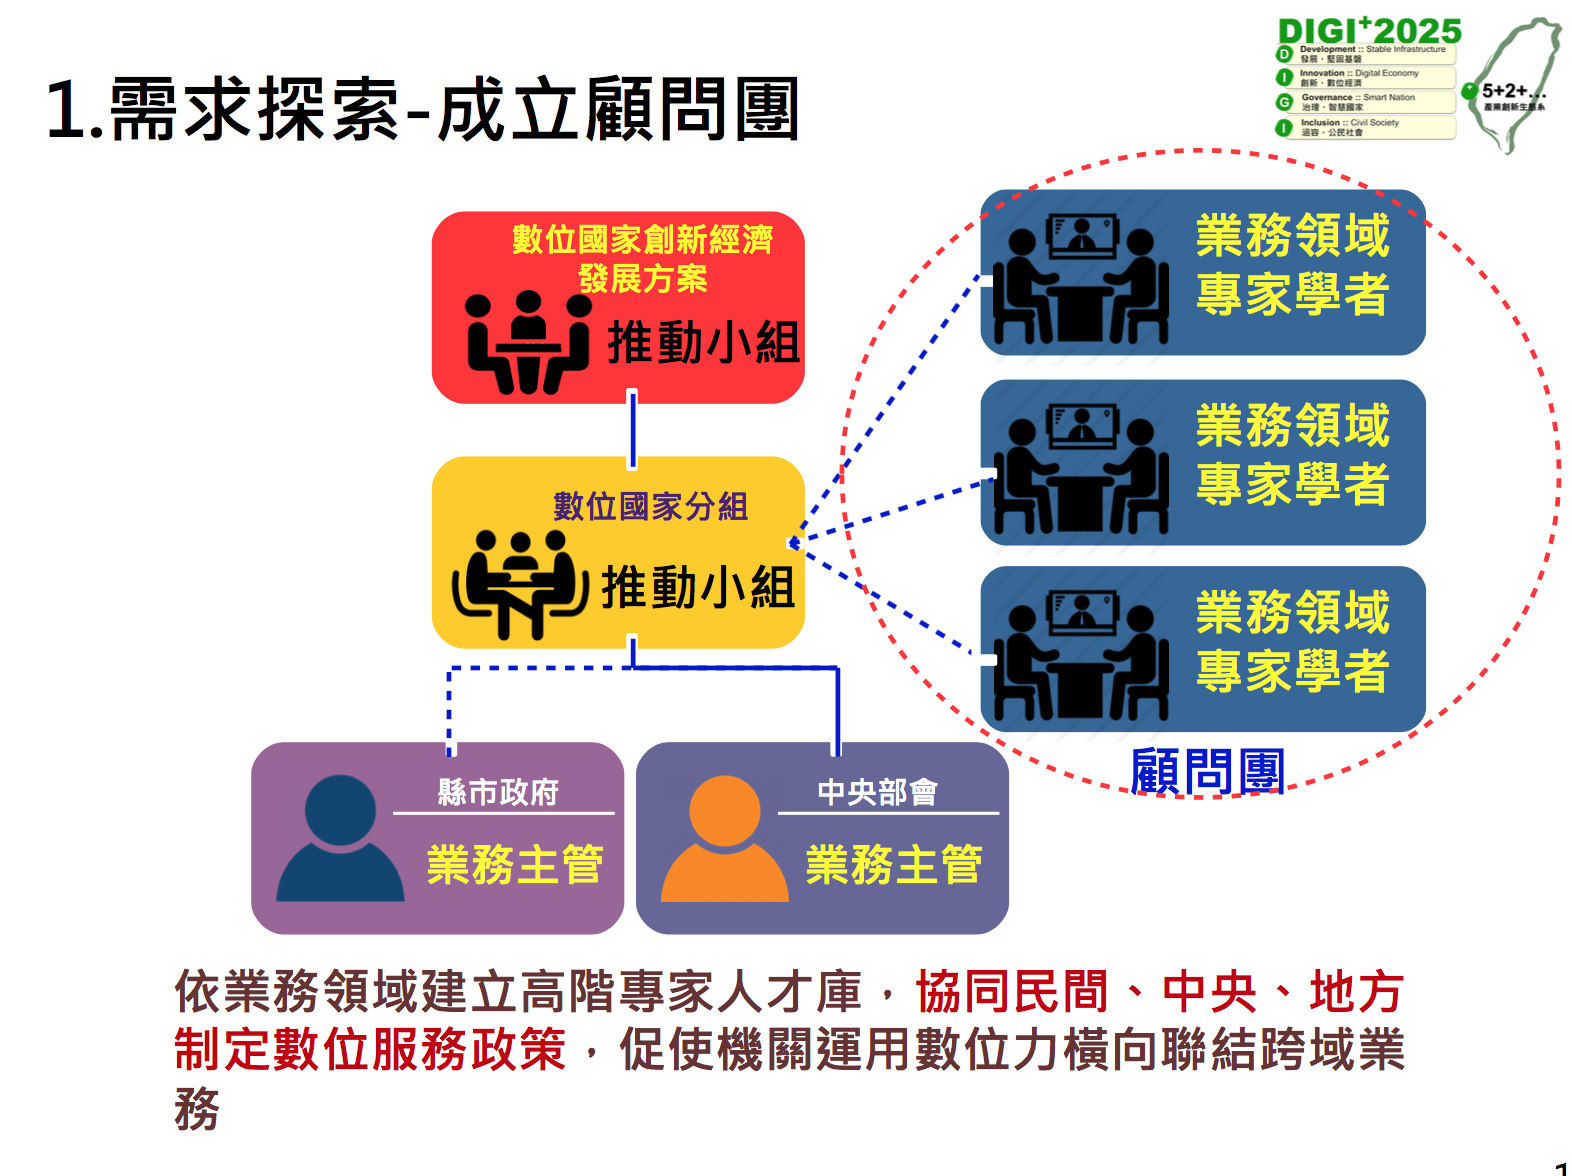 1.需求探索-成立顧問團
DIGI+2025
D Development :: Stable Infrastructure
發展・堅固基盤
I Innovation :: Digital Economy
創新・數位經濟
G Governance :: Smart Nation
治理・智慧國家
I Inclusion :: Civil Society
涵容・公民社會
5+2+...
產業創新生態系
數位國家創新經濟
發展方案
推動小組
數位國家分組
推動小組
業務領域
專家學者
業務領域
專家學者
業務領域
專家學者
顧問團
縣市政府
業務主管
中央部會
業務主管
依業務領域建立高階專家人才庫，協同民間、中央、地方
制定數位服務政策，促使機關運用數位力橫向聯結跨域業
務